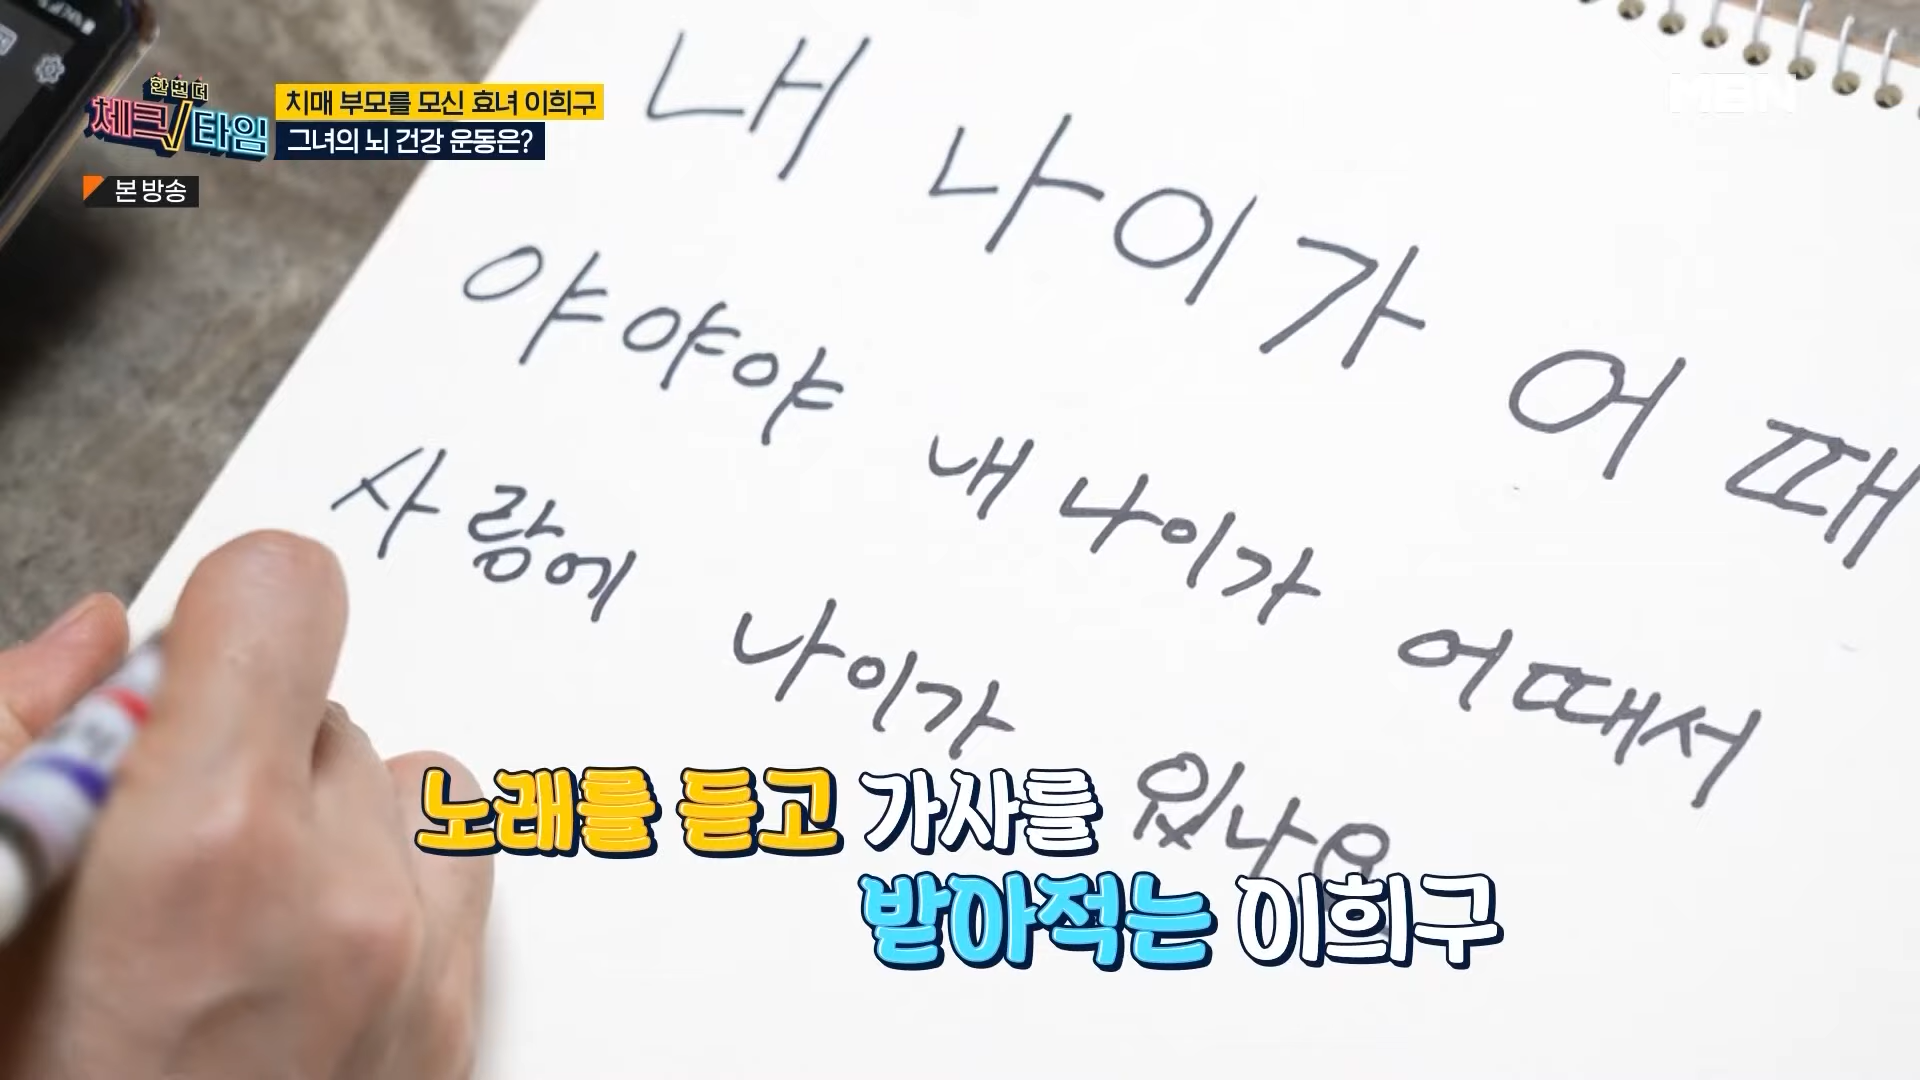 한 번 더
체크타임
치매 부모를 모신 효녀 이희구
그녀의 뇌 건강 운동은?
본 방송
MBN
내 나이가 어때
야야야 내 나이가 어때서
사랑에 나이가 있나요
노래를 듣고 가사를
받아적는 이희구